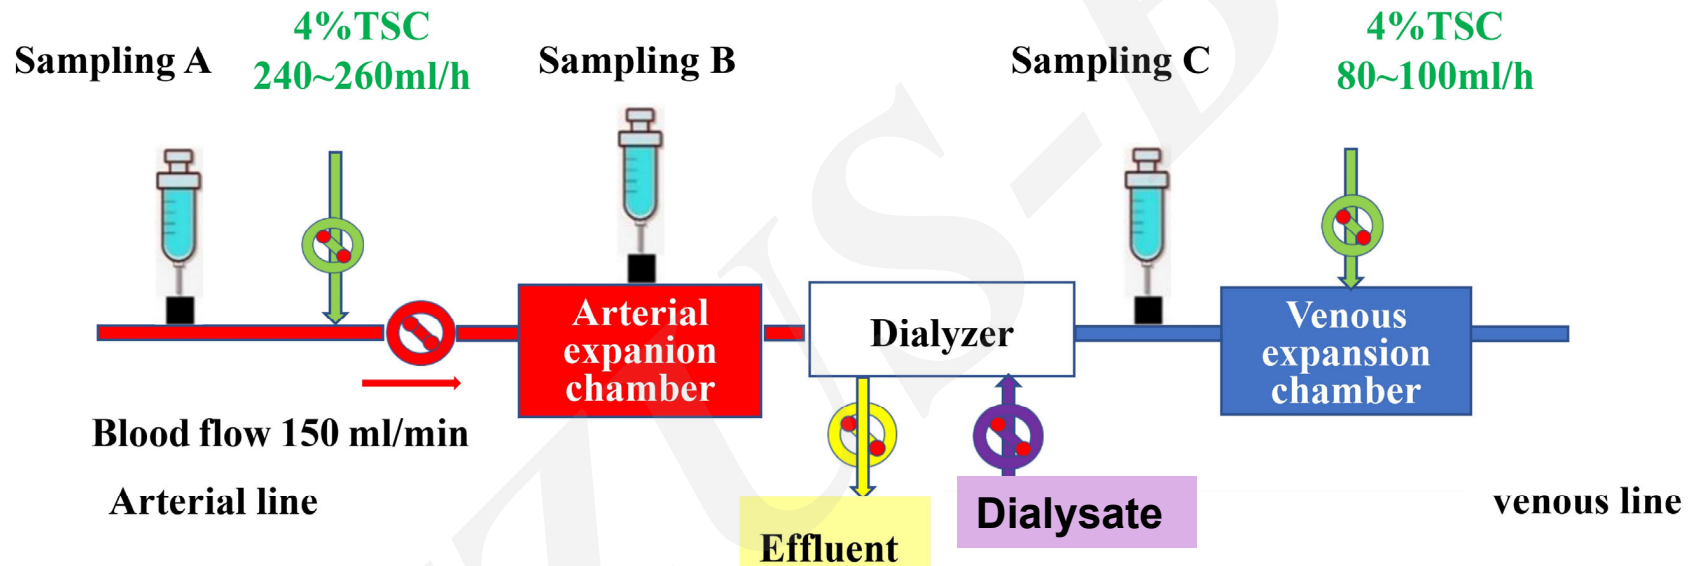 Sampling A
4%TSC
240~260ml/h
Sampling B
Sampling C
4%TSC
80~100ml/h
Arterial
expanion
chamber
Dialyzer
Venous
expansion
chamber
Blood flow 150 ml/min
Arterial line
Effluent
Dialysate
venous line
ZUS-B